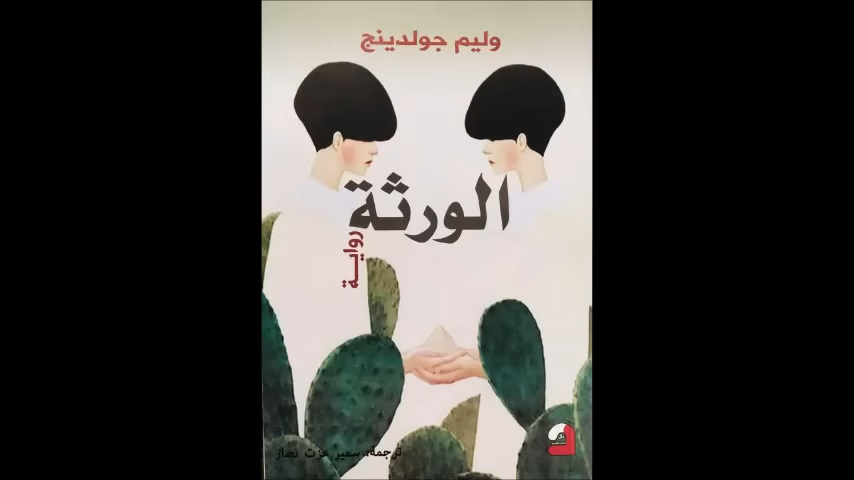 وليم جولدينج
الورثة
رواية
ترجمة: سمير عزت نصار